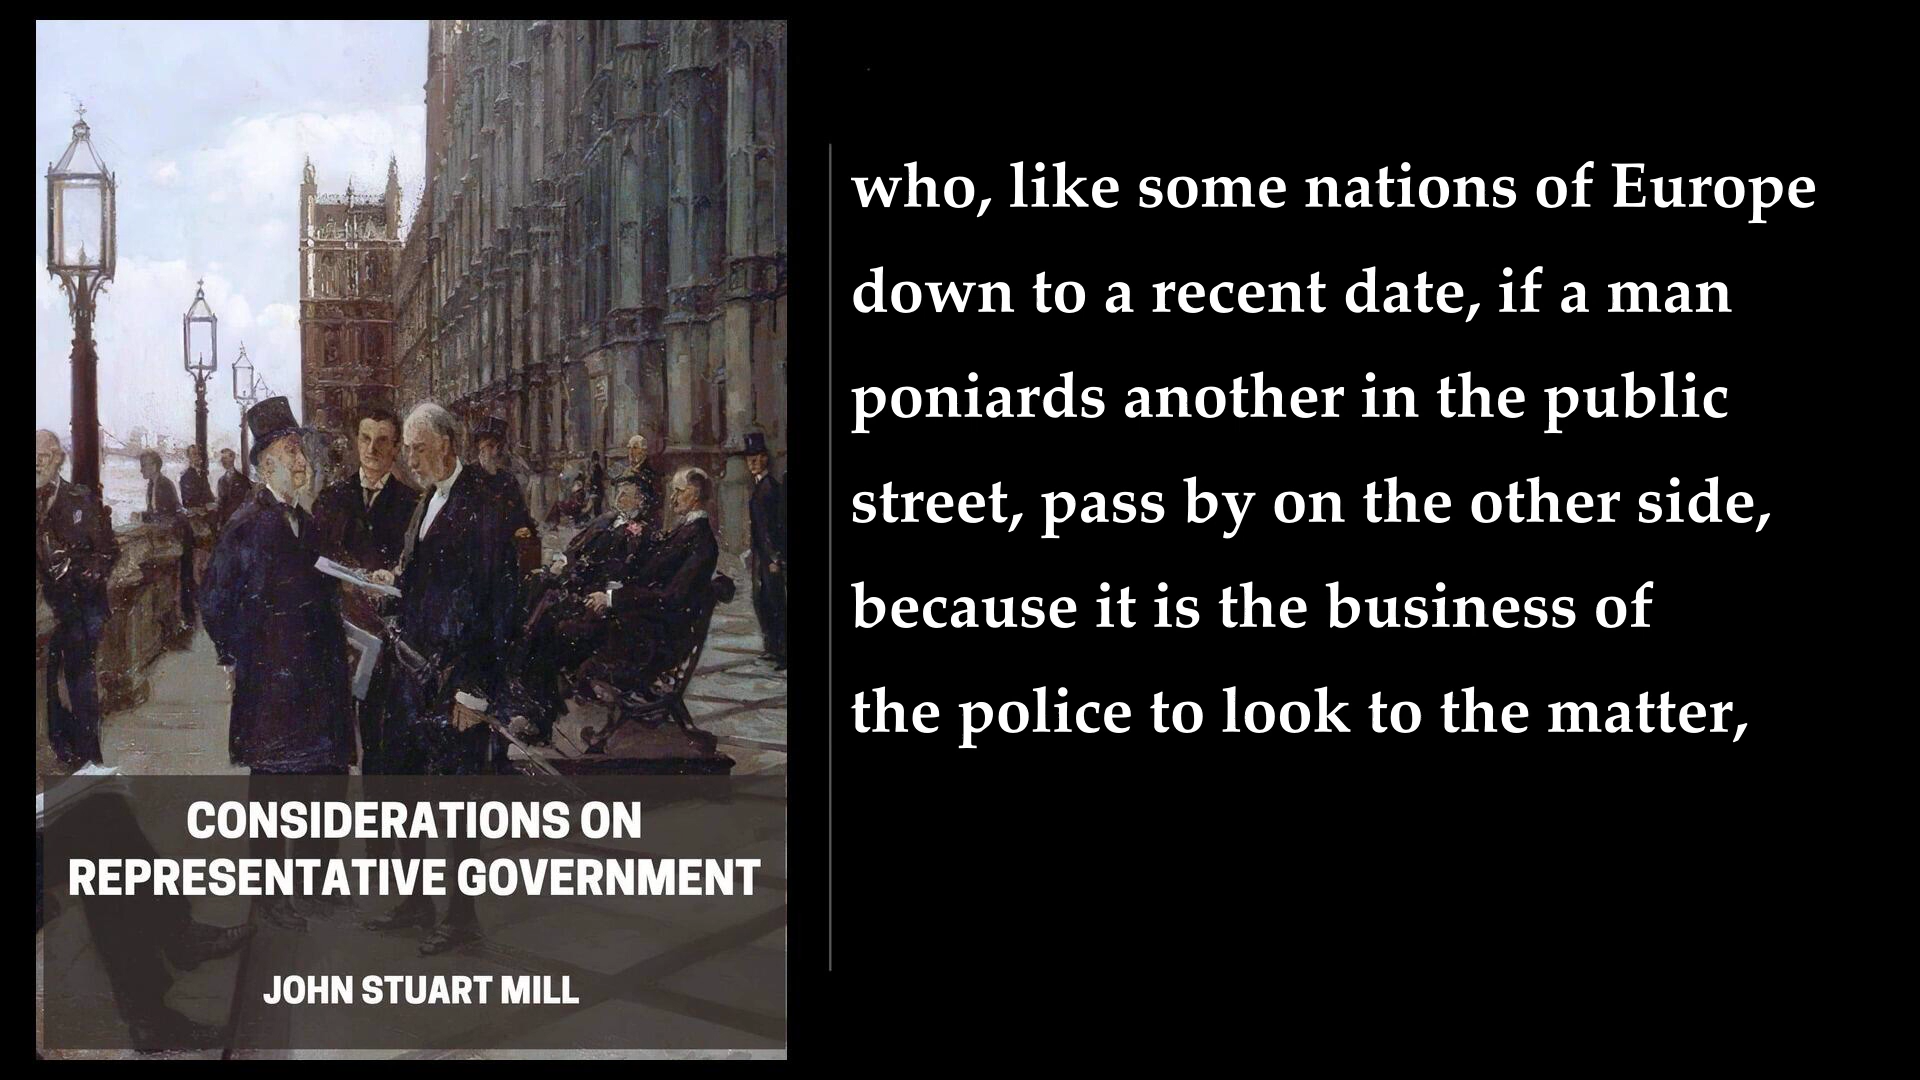 who, like some nations of Europe
down to a recent date, if a man
poniards another in the public
street, pass by on the other side,
because it is the business of
the police to look to the matter,
CONSIDERATIONS ON
REPRESENTATIVE GOVERNMENT
JOHN STUART MILL